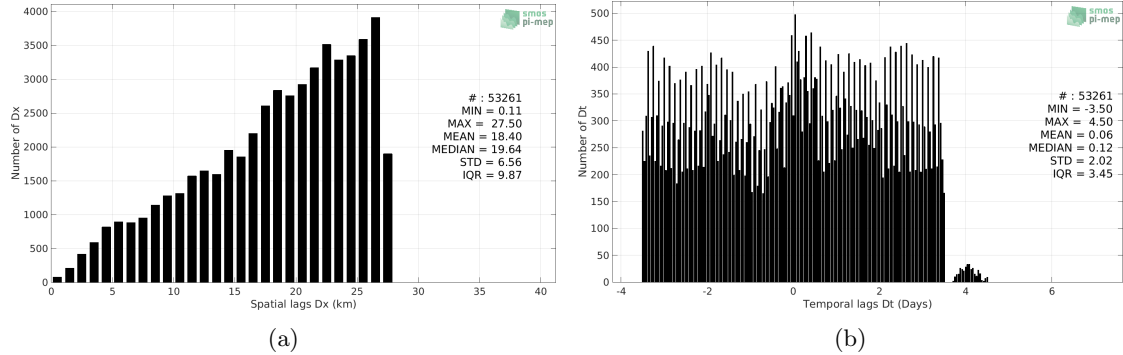 4000
3500
3000
2500
2000
1500
1000
500
0
Number of Dx
0 5 10 15 20 25 30 35 40
Spatial lags Dx (km)
smos
pi-mep
# : 53261
MIN = 0.11
MAX = 27.50
MEAN = 18.40
MEDIAN = 19.64
STD = 6.56
IQR = 9.87
(a)
500
450
400
350
300
250
200
150
100
50
0
Number of Dt
-4 -2 0 2 4 6
Temporal lags Dt (Days)
smos
pi-mep
# : 53261
MIN = -3.50
MAX = 4.50
MEAN = 0.06
MEDIAN = 0.12
STD = 2.02
IQR = 3.45
(b)